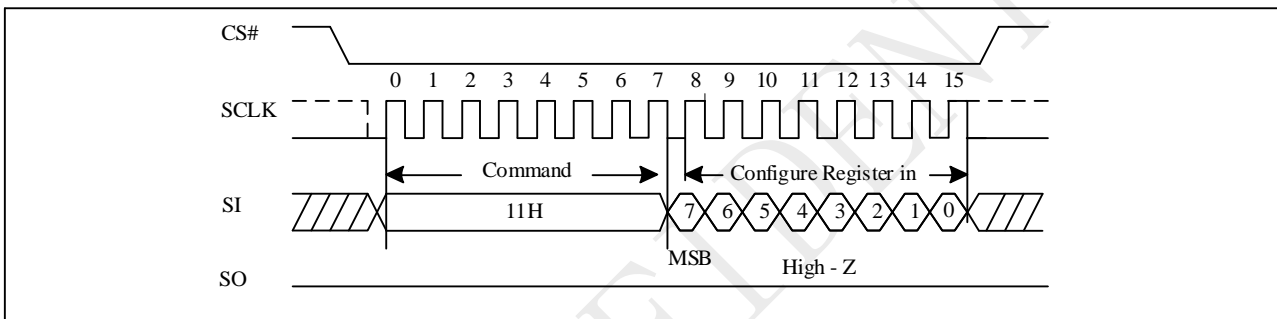 CS#
0 1 2 3 4 5 6 7 8 9 10 11 12 13 14 15
SCLK
Command Configure Register in
SI 11H 7 6 5 4 3 2 1 0
MSB High - Z
SO